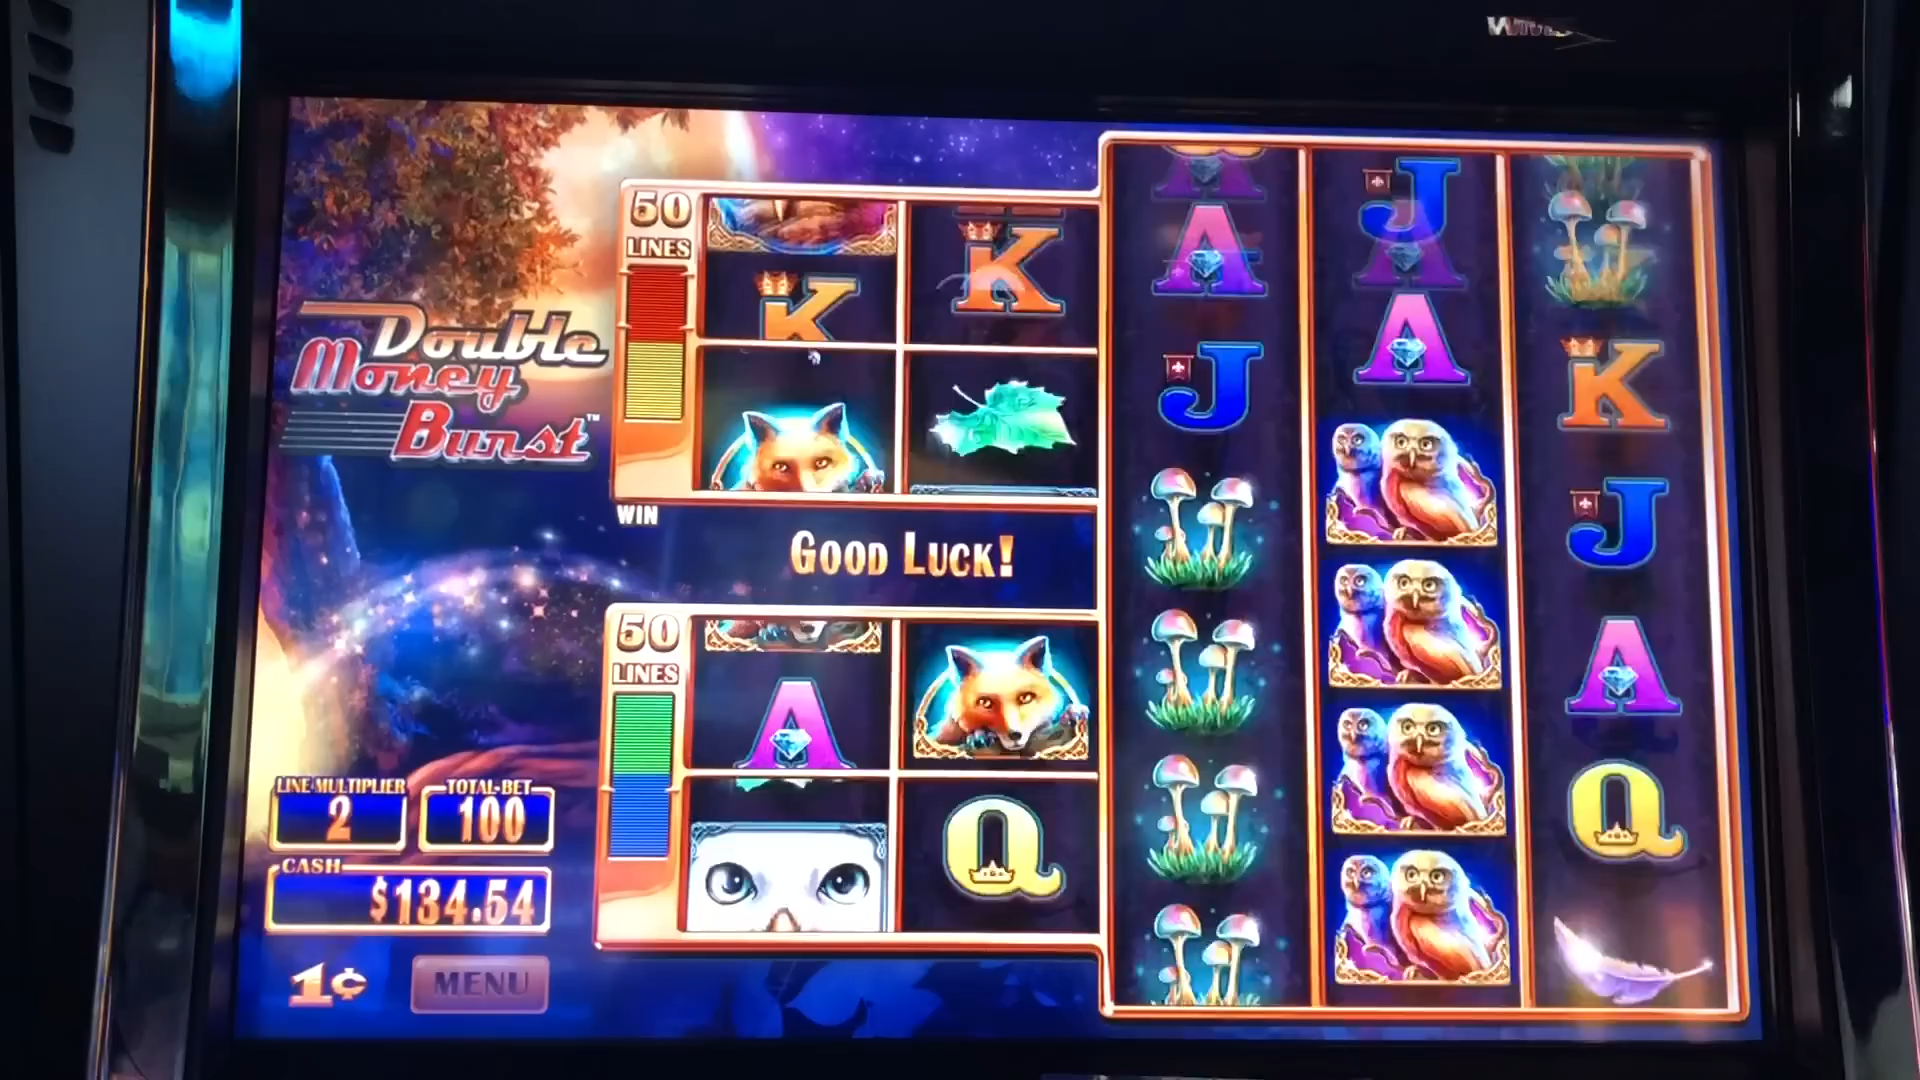 50
LINES
K
K
Double
Money
Burst™
WIN
GOOD LUCK!
50
LINES
A
Q
LINE MULTIPLIER
2
TOTAL BET
100
CASH
$134.54
1¢
MENU
A
J
J
A
A
K
J
A
Q